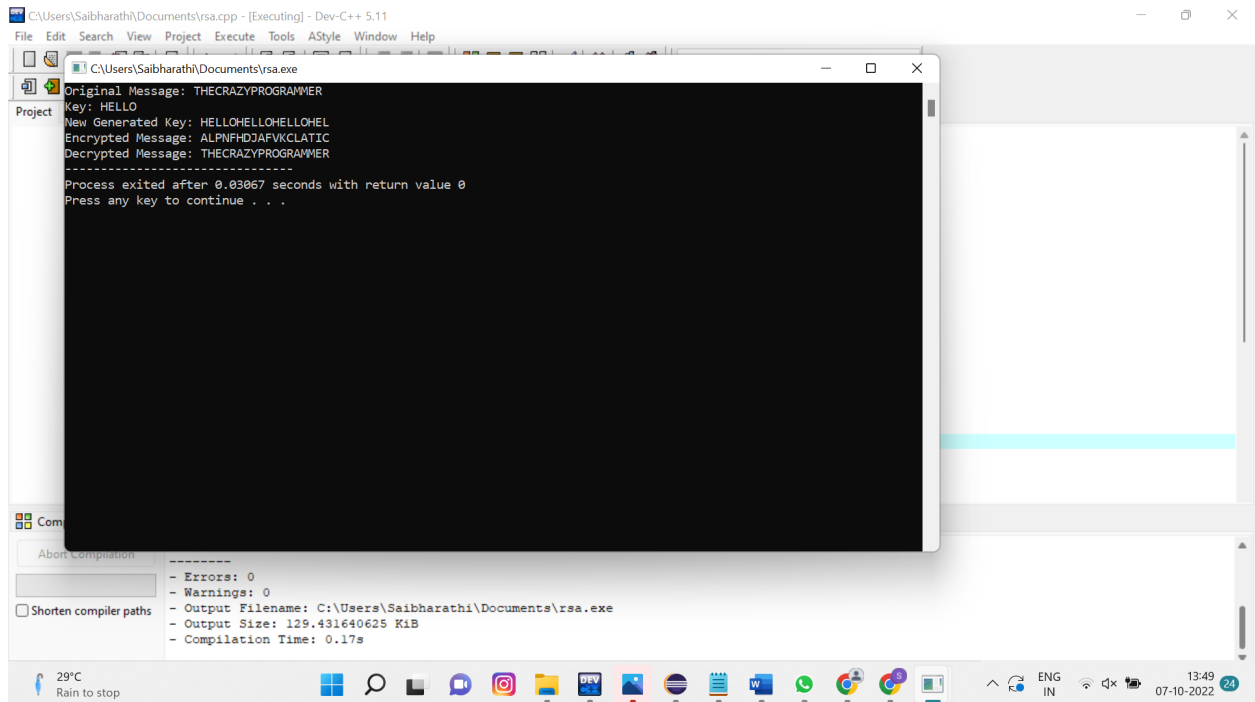 C:\Users\Saibharathi\Documents\rsa.cpp - [Executing] - Dev-C++ 5.11
File Edit Search View Project Execute Tools AStyle Window Help
C:\Users\Saibharathi\Documents\rsa.exe
Project
Original Message: THECRAZYPROGRAMMER
Key: HELLO
New Generated Key: HELLOHELLOHELLOHEL
Encrypted Message: ALPNFHDJAFVKCLATIC
Decrypted Message: THECRAZYPROGRAMMER
--------------------------------
Process exited after 0.03067 seconds with return value 0
Press any key to continue . . .
Com
Abort Compilation
--------
- Errors: 0
- Warnings: 0
Shorten compiler paths
- Output Filename: C:\Users\Saibharathi\Documents\rsa.exe
- Output Size: 129.431640625 KiB
- Compilation Time: 0.17s
29°C
Rain to stop
DEV
W
S
ENG
IN
13:49
07-10-2022
24